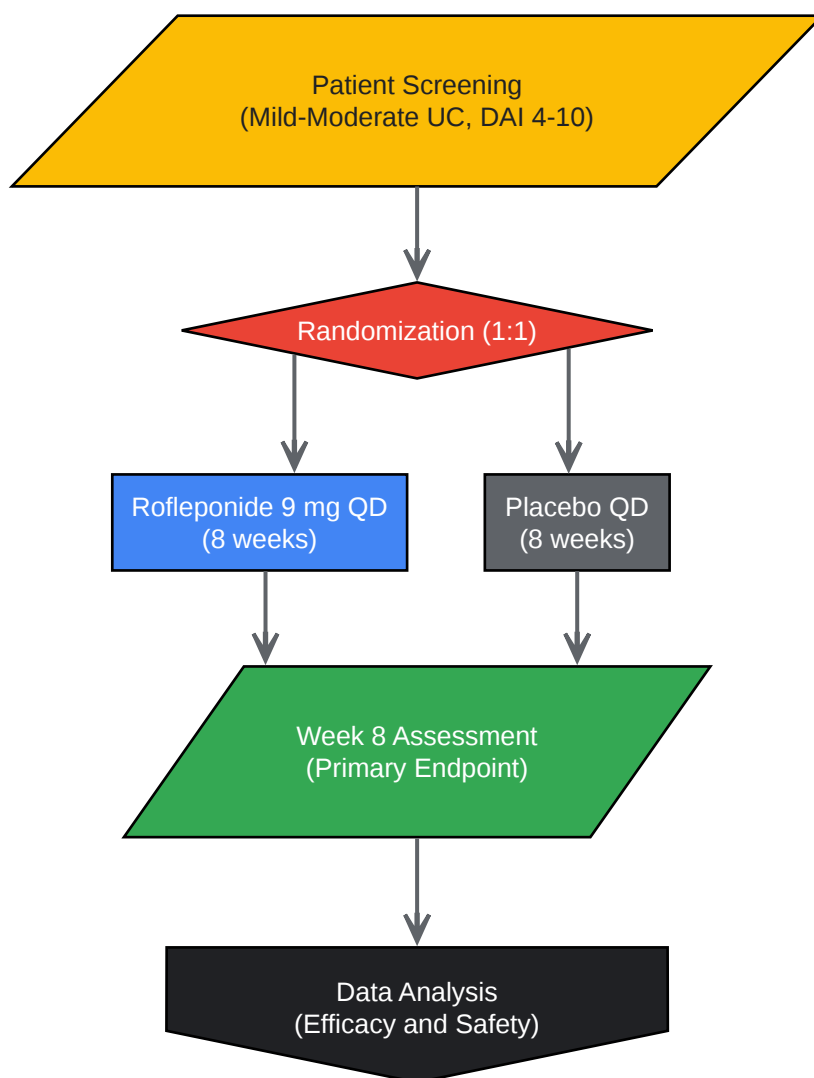 Patient Screening
(Mild-Moderate UC, DAI 4-10)
Randomization (1:1)
Rofleponide 9 mg QD
(8 weeks)
Placebo QD
(8 weeks)
Week 8 Assessment
(Primary Endpoint)
Data Analysis
(Efficacy and Safety)